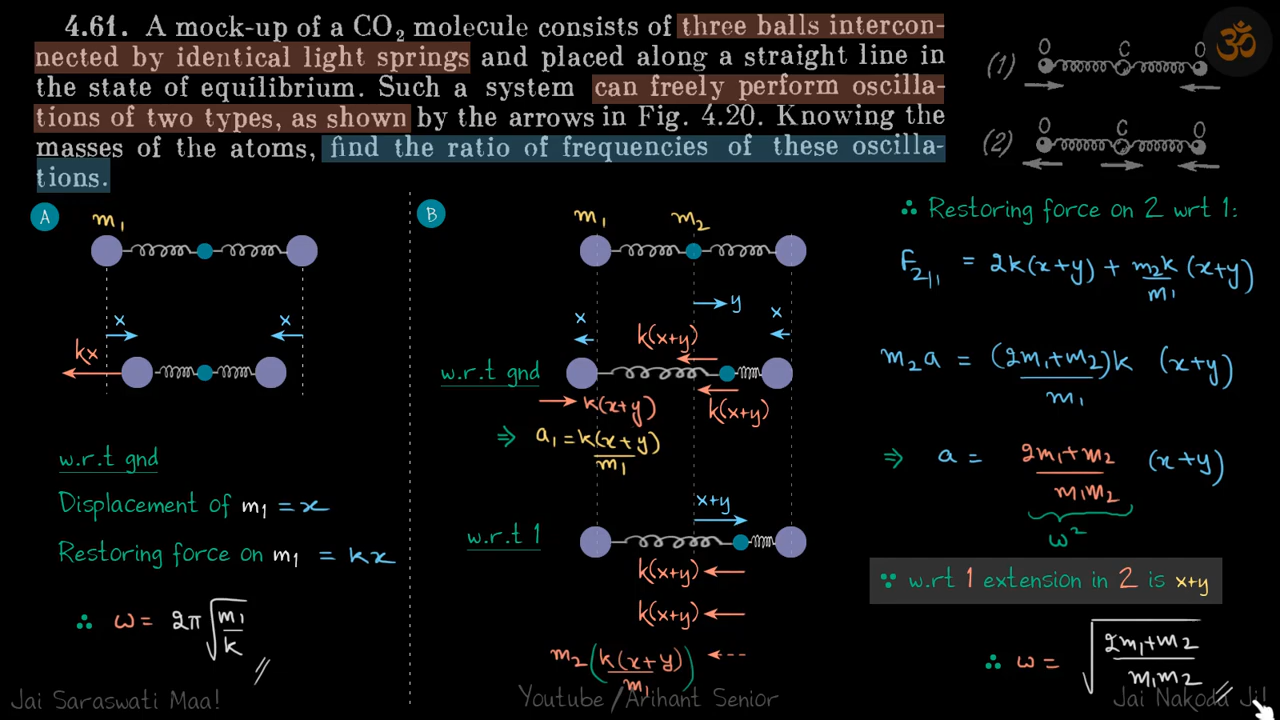 4.61. A mock-up of a CO₂ molecule consists of three balls intercon-
nected by identical light springs and placed along a straight line in
the state of equilibrium. Such a system can freely perform oscilla-
tions of two types, as shown by the arrows in Fig. 4.20. Knowing the
masses of the atoms, find the ratio of frequencies of these oscilla-
tions.
ॐ
(1) O C O
(2) O C O
A
m₁
x x
kx
w.r.t gnd
Displacement of m₁ = x
Restoring force on m₁ = kx
∴ ω = 2π√(m₁/k)
B
m₁ m₂
y
x x
k(x+y)
w.r.t gnd
k(x+y) k(x+y)
⇒ a₁ = k(x+y)/m₁
x+y
w.r.t 1
k(x+y)
k(x+y)
m₂(k(x+y)/m₁)
∴ Restoring force on 2 wrt 1:
F₂|₁ = 2k(x+y) + m₂k/m₁ (x+y)
m₂a = (2m₁+m₂)k/m₁ (x+y)
⇒ a = 2m₁+m₂/m₁m₂ (x+y)
ω²
∵ w.rt 1 extension in 2 is x+y
∴ ω = √(2m₁+m₂/m₁m₂)
Jai Saraswati Maa! Youtube/Arihant Senior Jai Nakoda Ji!